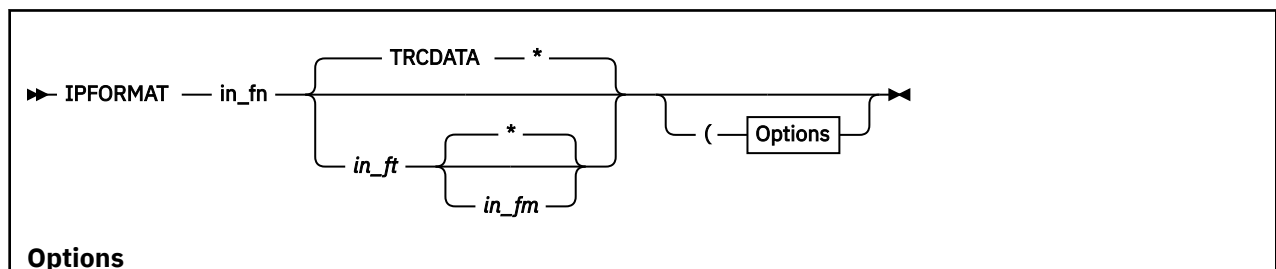 TRCDATA *
IPFORMAT in_fn
( Options
*
in_ft
in_fm
Options